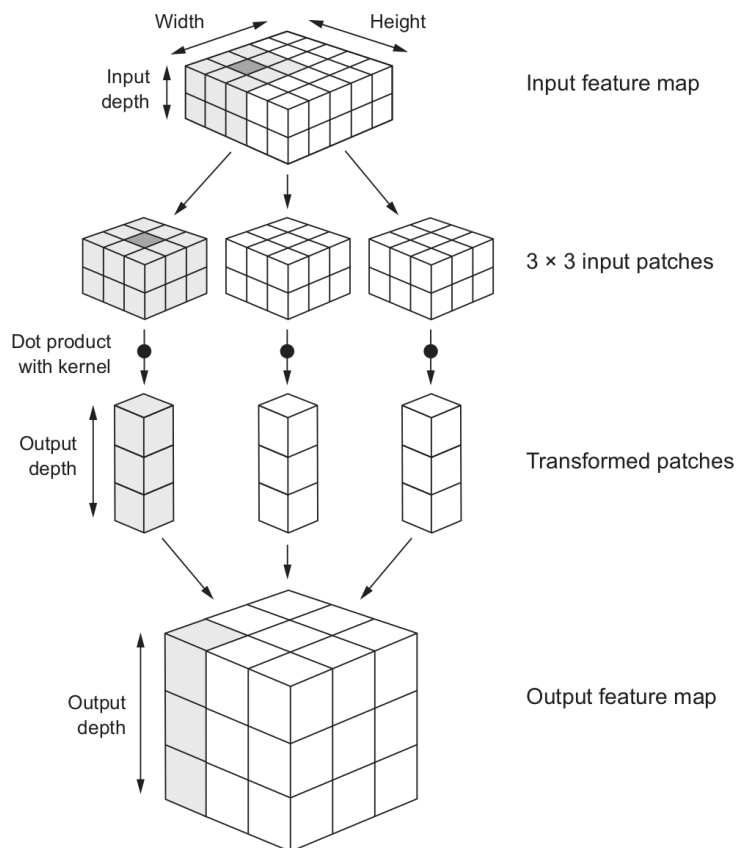 Width
Height
Input
depth
Input feature map
3 × 3 input patches
Dot product
with kernel
Output
depth
Transformed patches
Output
depth
Output feature map